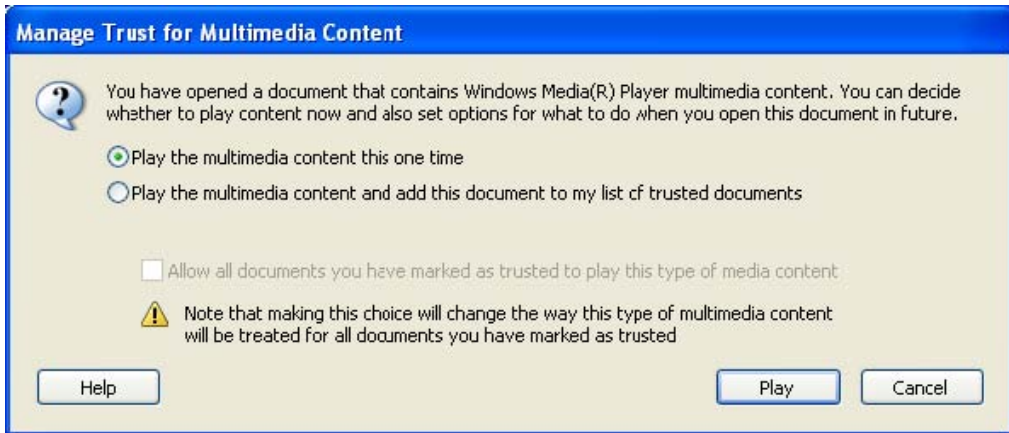 Manage Trust for Multimedia Content
You have opened a document that contains Windows Media(R) Player multimedia content. You can decide
whether to play content now and also set options for what to do when you open this document in future.
Play the multimedia content this one time
Play the multimedia content and add this document to my list of trusted documents
Allow all documents you have marked as trusted to play this type of media content
Note that making this choice will change the way this type of multimedia content
will be treated for all documents you have marked as trusted
Help
Play
Cancel